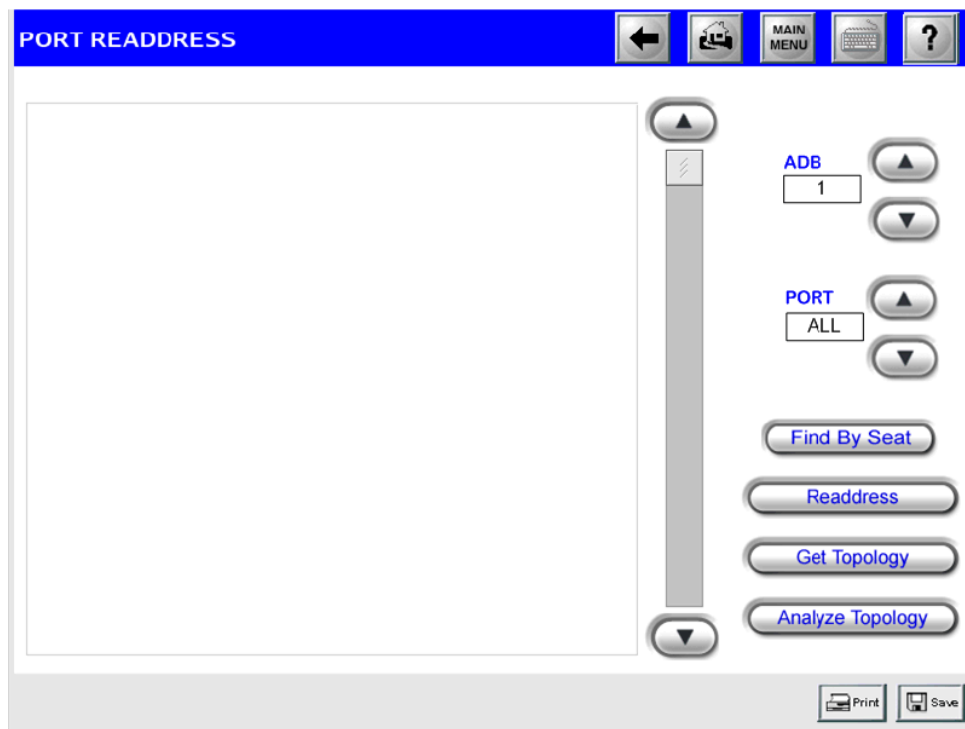 PORT READDRESS
MAIN
MENU
?
ADB
1
PORT
ALL
Find By Seat
Readdress
Get Topology
Analyze Topology
Print
Save